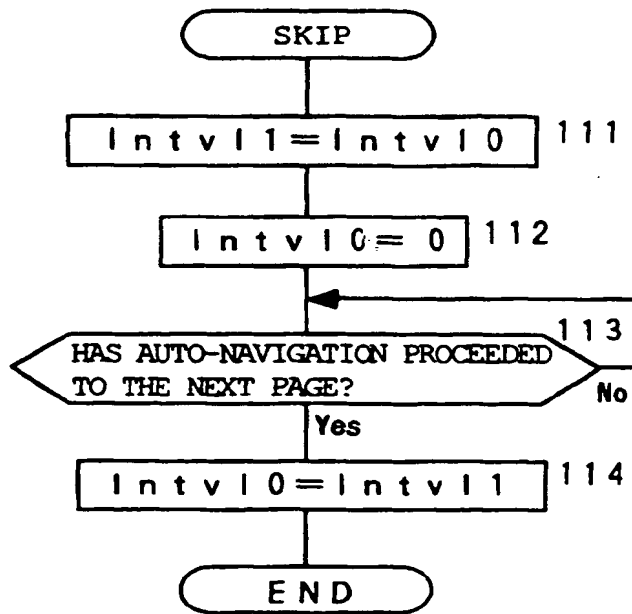 SKIP
Intvl1=Intvl0
111
Intvl0=0
112
113
HAS AUTO-NAVIGATION PROCEEDED
TO THE NEXT PAGE?
No
Yes
Intvl0=Intvl1
114
END